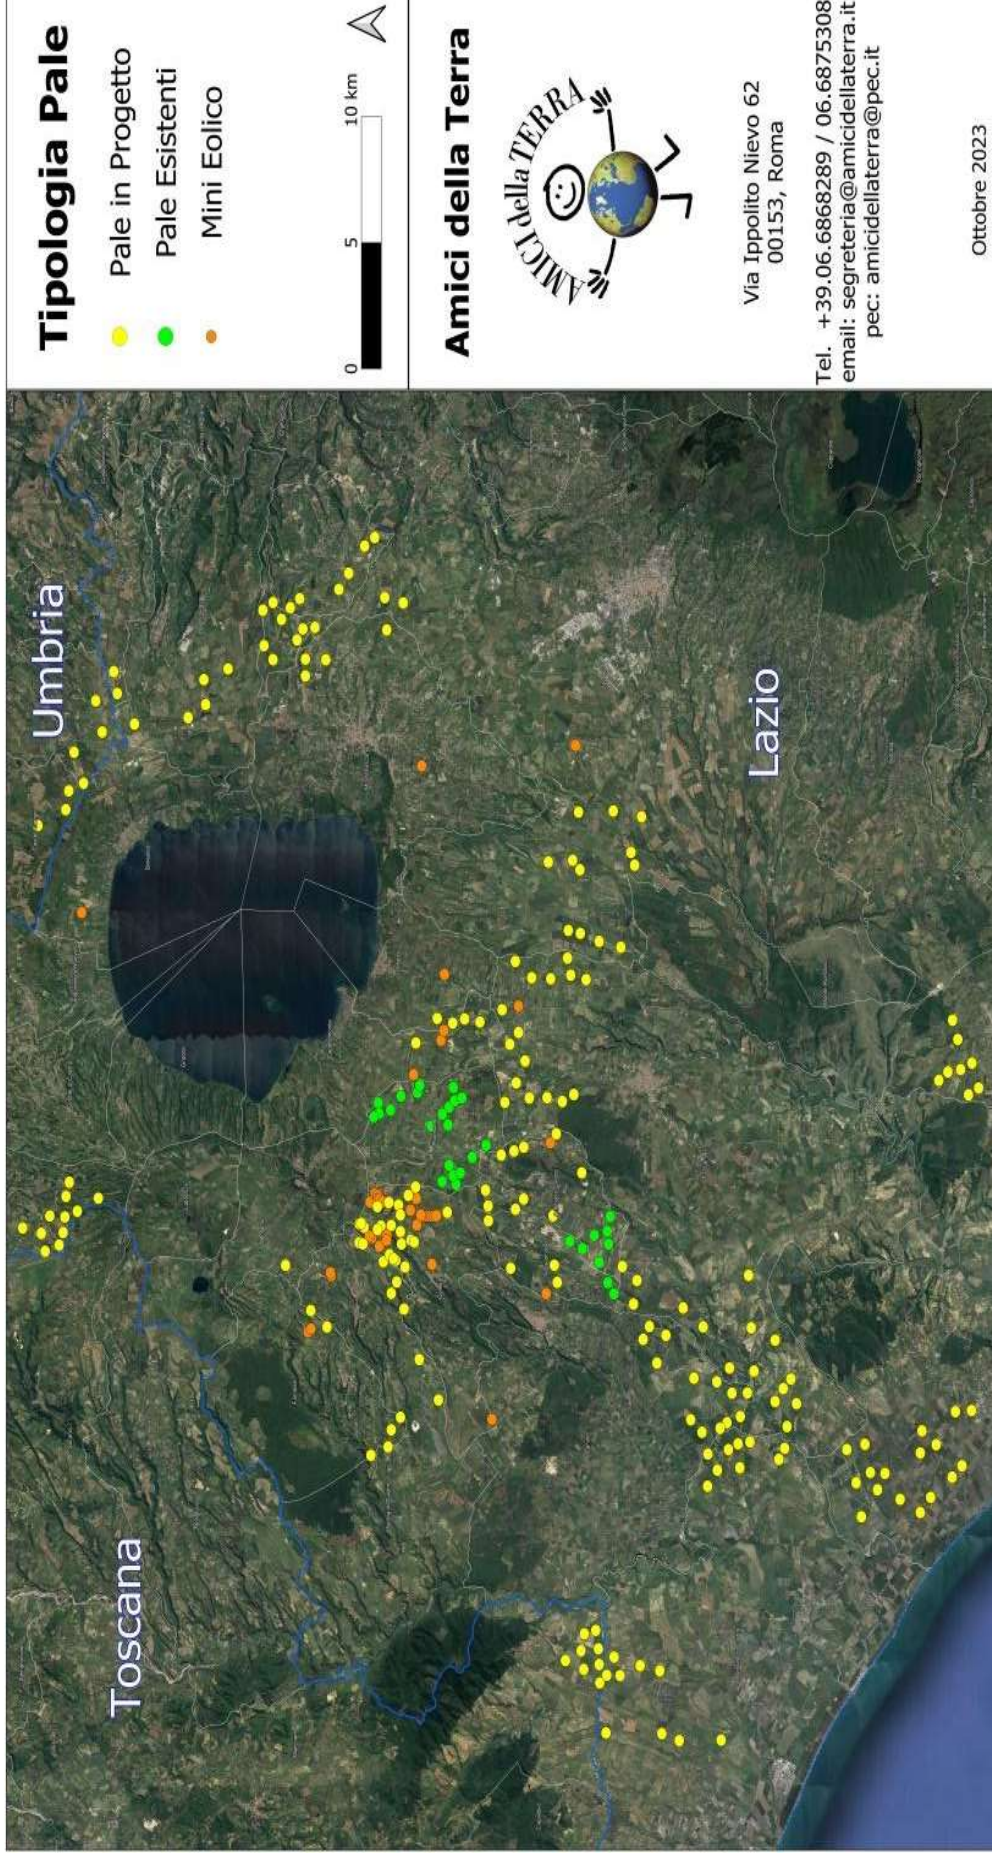 Tipologia Pale
Pale in Progetto
Pale Esistenti
Mini Eolico
0 5 10 km
Amici della Terra
AMICI della TERRA
Via Ippolito Nievo 62
00153, Roma
Tel. +39.06.6868289 / 06.6875308
email: segreteria@amicidellaterra.it
pec: amicidellaterra@pec.it
Ottobre 2023
Toscana
Umbria
Lazio